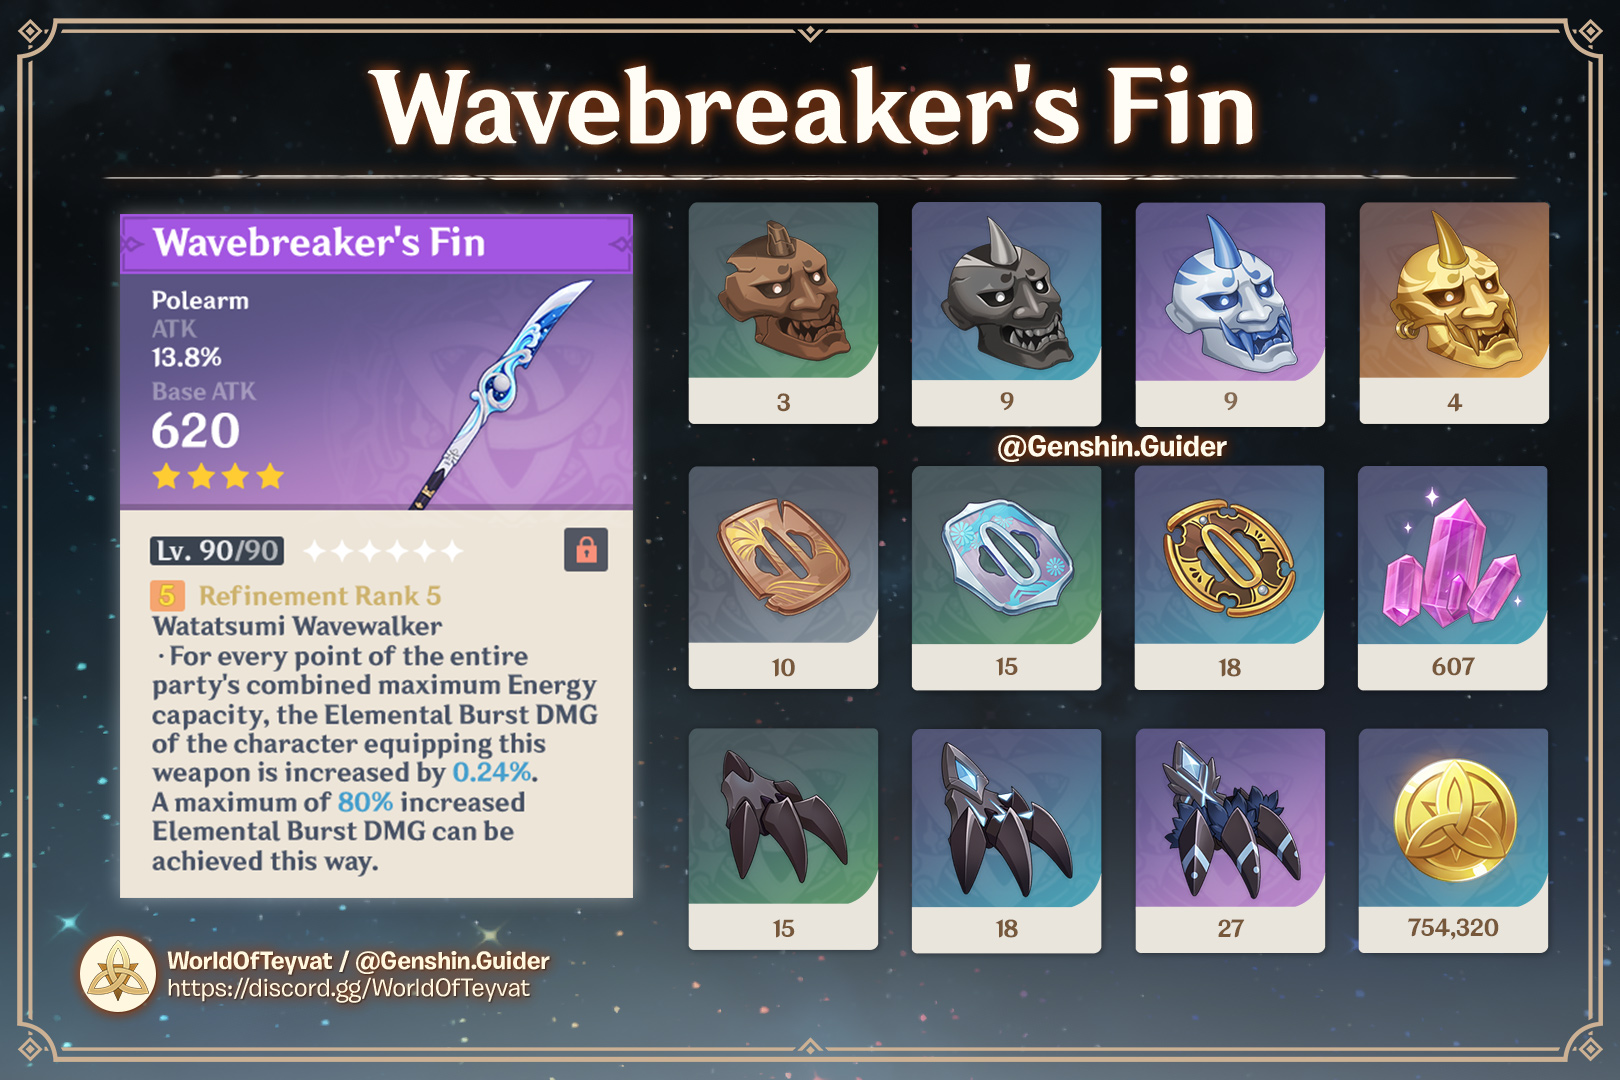 Wavebreaker's Fin
Wavebreaker's Fin
Polearm
ATK
13.8%
Base ATK
620
Lv. 90/90
5 Refinement Rank 5
Watatsumi Wavewalker
· For every point of the entire
party's combined maximum Energy
capacity, the Elemental Burst DMG
of the character equipping this
weapon is increased by 0.24%.
A maximum of 80% increased
Elemental Burst DMG can be
achieved this way.
3
9
9
4
@Genshin.Guider
10
15
18
607
15
18
27
754,320
WorldOfTeyvat / @Genshin.Guider
https://discord.gg/WorldOfTeyvat